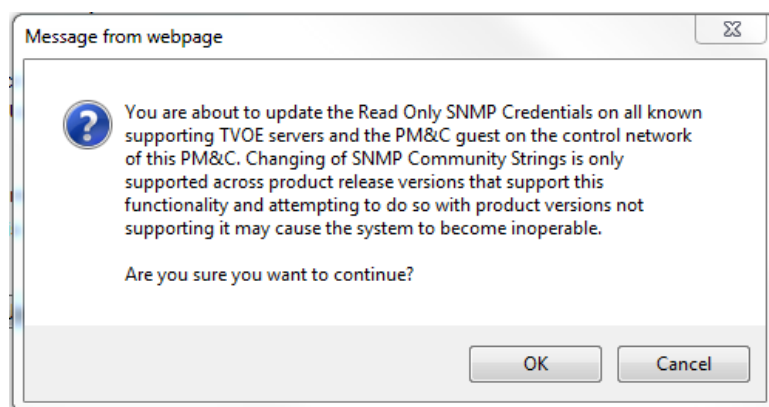 Message from webpage
You are about to update the Read Only SNMP Credentials on all known
supporting TVOE servers and the PM&C guest on the control network
of this PM&C. Changing of SNMP Community Strings is only
supported across product release versions that support this
functionality and attempting to do so with product versions not
supporting it may cause the system to become inoperable.
Are you sure you want to continue?
OK
Cancel